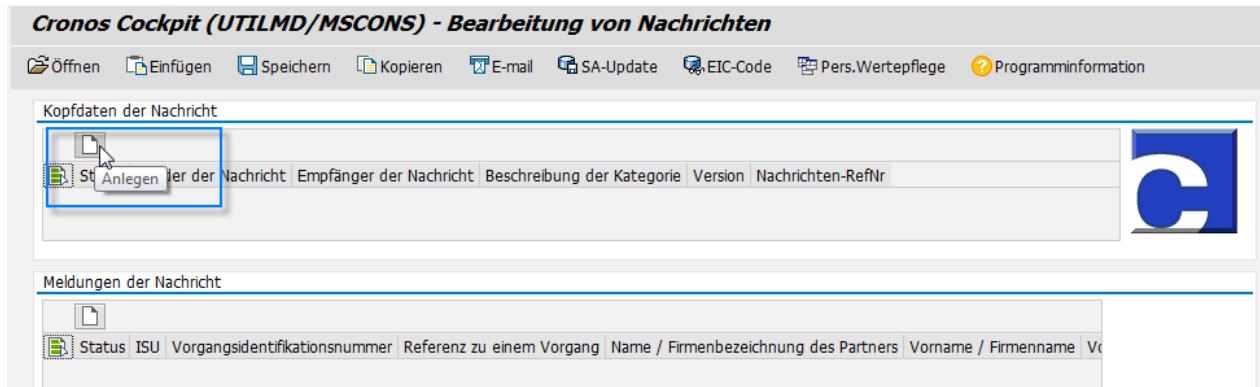 Cronos Cockpit (UTILMD/MSCONS) - Bearbeitung von Nachrichten
Öffnen Einfügen Speichern Kopieren E-mail SA-Update EIC-Code Pers.Wertepflege Programminformation
Kopfdaten der Nachricht
St Anlegen der der Nachricht Empfänger der Nachricht Beschreibung der Kategorie Version Nachrichten-RefNr
c
Meldungen der Nachricht
Status ISU Vorgangsidentifikationsnummer Referenz zu einem Vorgang Name / Firmenbezeichnung des Partners Vorname / Firmenname